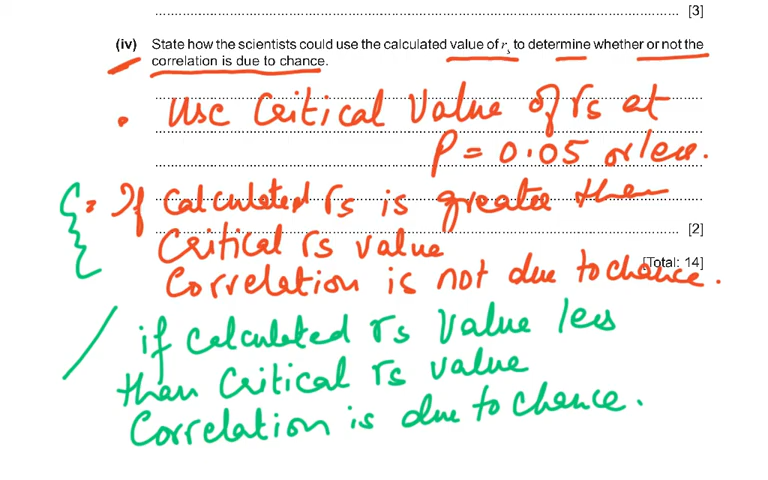 [3]
(iv) State how the scientists could use the calculated value of rs to determine whether or not the
correlation is due to chance.
• Use Critical Value of rs at
P = 0.05 or less.
• If Calculated rs is greater then
[2]
Critical rs value
[Total: 14]
Correlation is not due to chance.
if Calculated rs Value less
than Critical rs value
Correlation is due to chance.